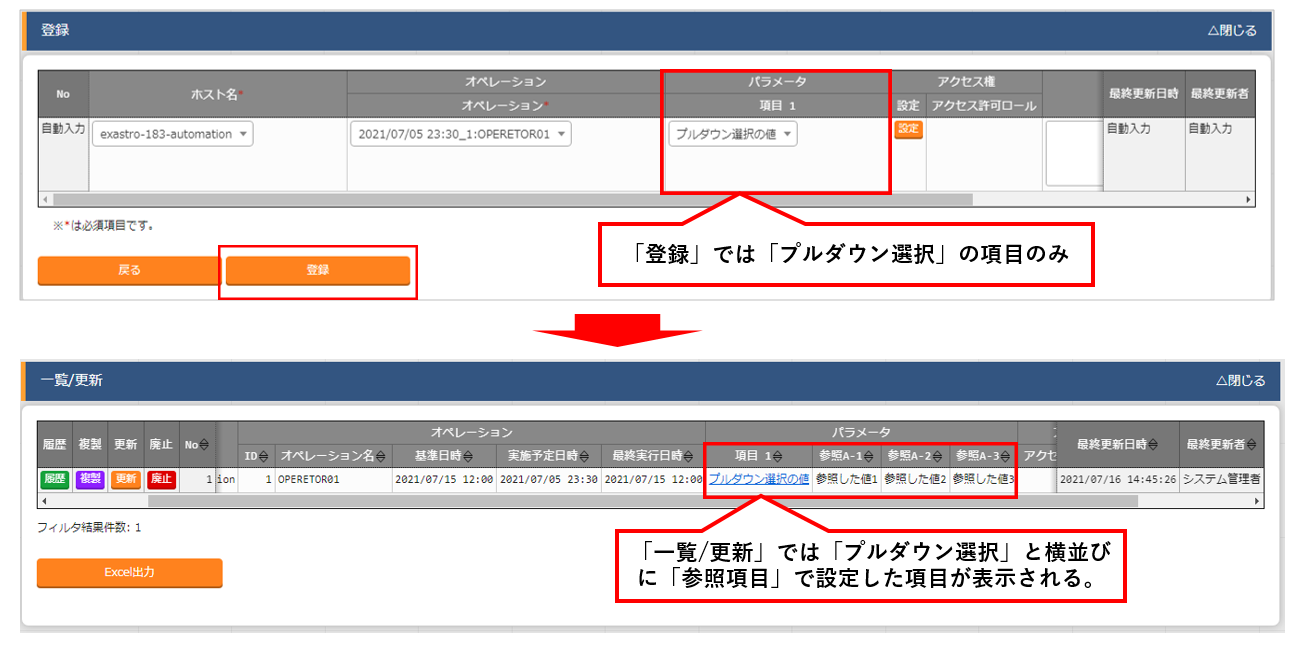 登録
△閉じる
No ホスト名* オペレーション パラメータ アクセス権 最終更新日時 最終更新者
オペレーション* 項目 1 設定 アクセス許可ロール
自動入力 exastro-183-automation 2021/07/05 23:30_1:OPERETOR01 プルダウン選択の値 設定 自動入力 自動入力
※*は必須項目です。
「登録」では「プルダウン選択」の項目のみ
戻る 登録
一覧/更新
△閉じる
履歴 複製 更新 廃止 No オペレーション パラメータ 最終更新日時 最終更新者
ID オペレーション名 基準日時 実施予定日時 最終実行日時 項目 1 参照A-1 参照A-2 参照A-3 アクセ
履歴 複製 更新 廃止 1 ion 1 OPERETOR01 2021/07/15 12:00 2021/07/05 23:30 2021/07/15 12:00 プルダウン選択の値 参照した値1 参照した値2 参照した値3 2021/07/16 14:45:26 システム管理者
フィルタ結果件数: 1
「一覧/更新」では「プルダウン選択」と横並び
に「参照項目」で設定した項目が表示される。
Excel出力